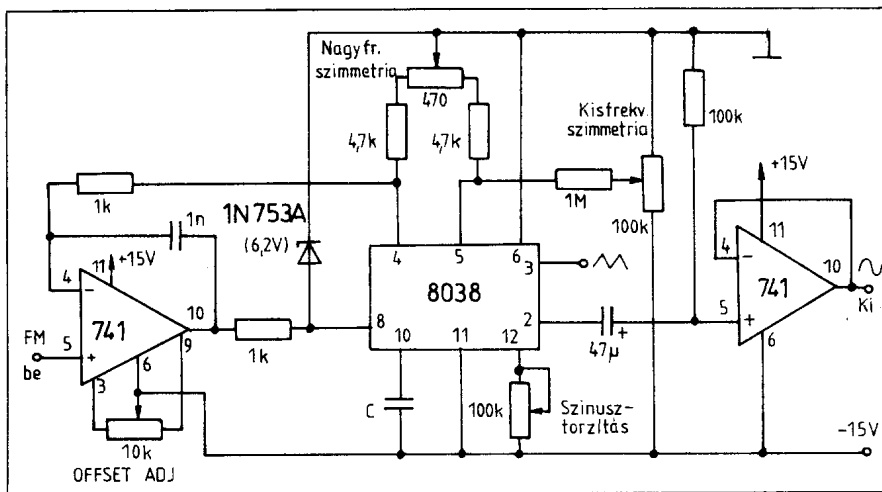 Nagyfr.
szimmetria
470
4,7k
4,7k
Kisfrekv.
szimmetria
100k
+15V
1k
1n
1N753A
(6,2V)
1M
100k
+15V
4
11
4
5
6
4
11
8038
3
10
741
10
8
2
741
FM
be
5
9
1k
10
11
12
47µ
+
5
Ki
6
3
6
C
100k
Szinusz-
torzítás
10k
OFFSET ADJ
-15V